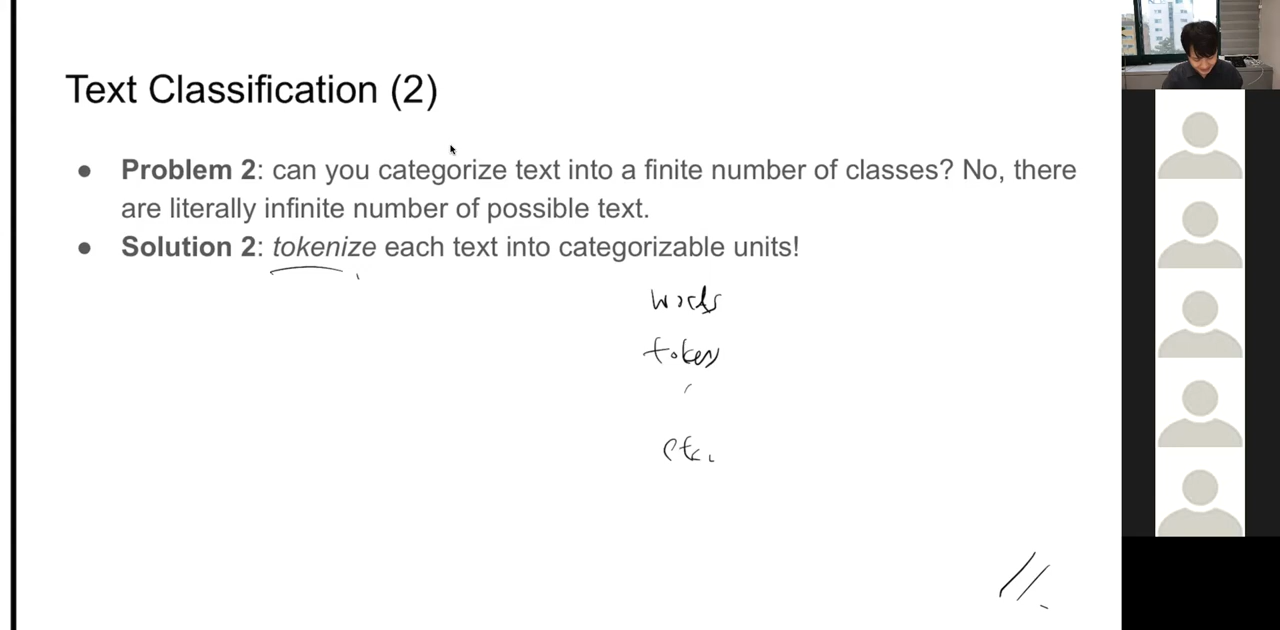 Text Classification (2)
● Problem 2: can you categorize text into a finite number of classes? No, there
are literally infinite number of possible text.
● Solution 2: tokenize each text into categorizable units!
words
token
etc.